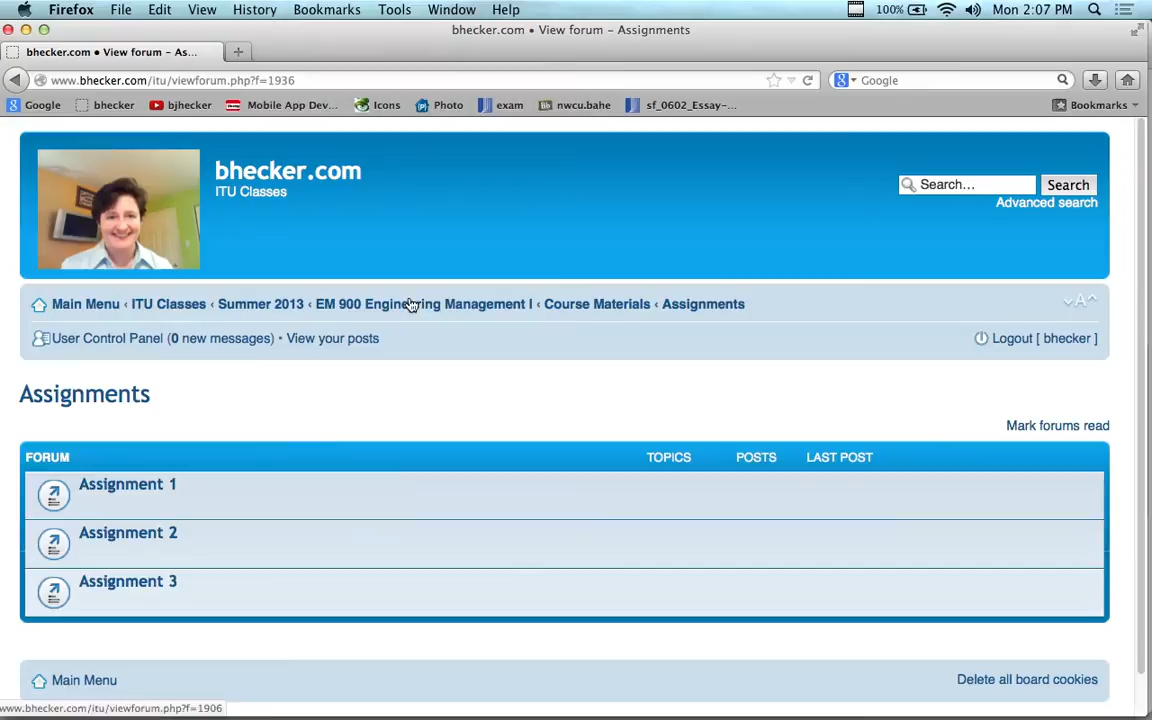 Firefox File Edit View History Bookmarks Tools Window Help 100% Mon 2:07 PM
bhecker.com • View forum – Assignments
bhecker.com • View forum – As... +
www.bhecker.com/itu/viewforum.php?f=1936 Google
Google bhecker bjhecker Mobile App Dev... Icons Photo exam nwcu.bahe sf_0602_Essay-... Bookmarks
bhecker.com
ITU Classes
Search... Search
Advanced search
Main Menu ‹ ITU Classes ‹ Summer 2013 ‹ EM 900 Engineering Management I ‹ Course Materials ‹ Assignments
User Control Panel (0 new messages) • View your posts Logout [ bhecker ]
Assignments
Mark forums read
FORUM TOPICS POSTS LAST POST
Assignment 1
Assignment 2
Assignment 3
Main Menu Delete all board cookies
www.bhecker.com/itu/viewforum.php?f=1906